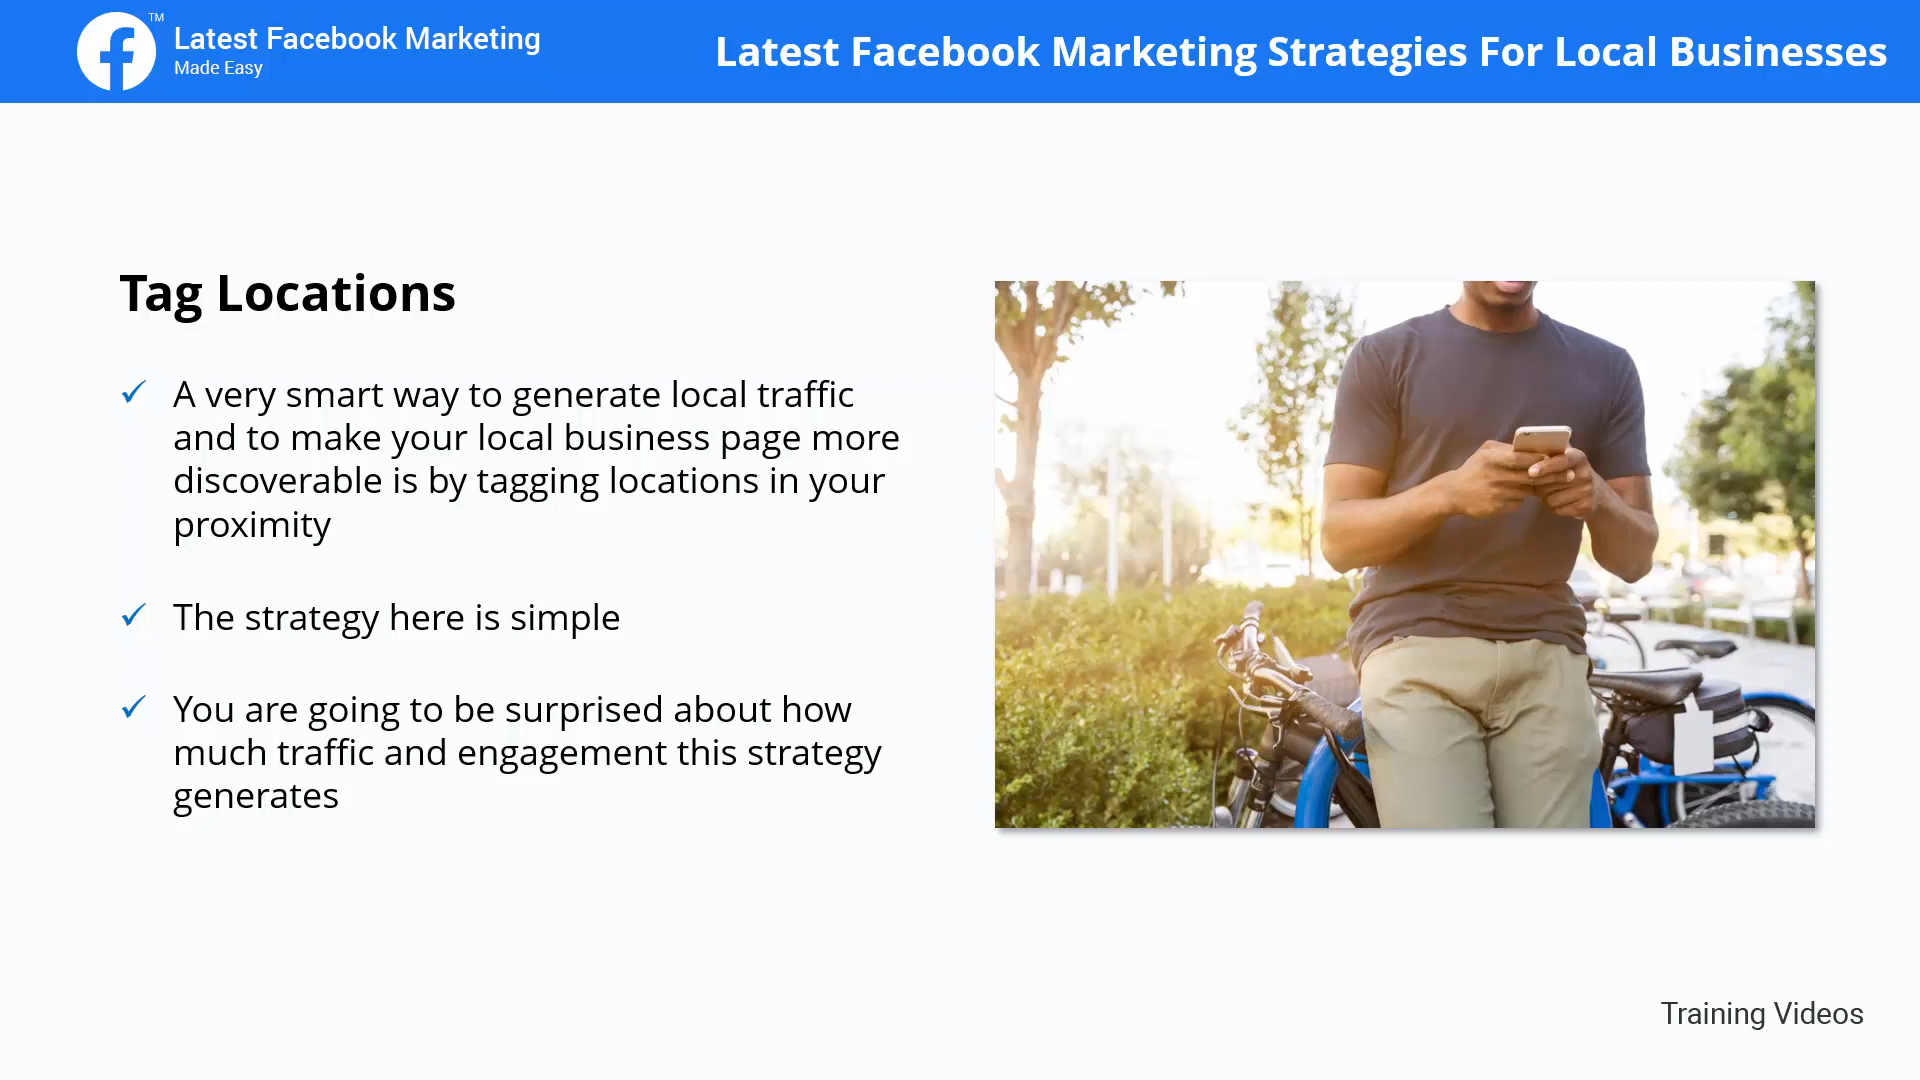 Latest Facebook Marketing
Made Easy
TM
Latest Facebook Marketing Strategies For Local Businesses
Tag Locations
A very smart way to generate local traffic
and to make your local business page more
discoverable is by tagging locations in your
proximity
The strategy here is simple
You are going to be surprised about how
much traffic and engagement this strategy
generates
Training Videos